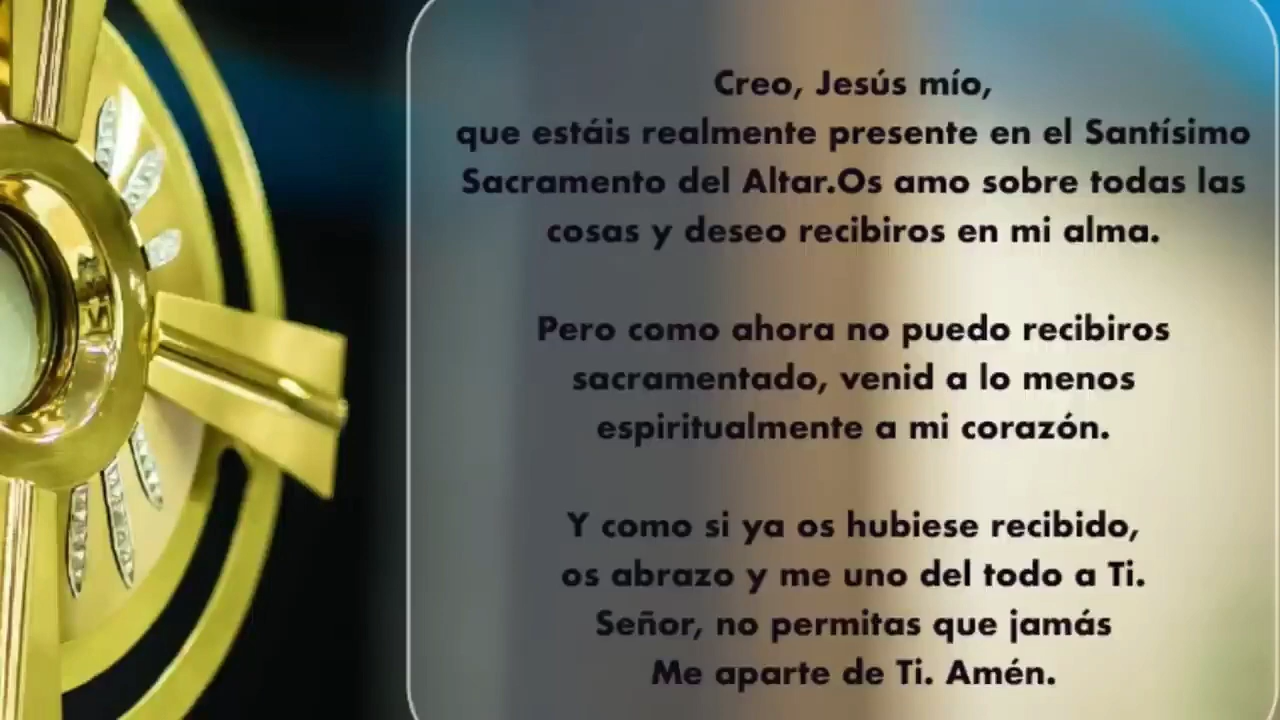 Creo, Jesús mío,
que estáis realmente presente en el Santísimo
Sacramento del Altar.Os amo sobre todas las
cosas y deseo recibiros en mi alma.
Pero como ahora no puedo recibiros
sacramentado, venid a lo menos
espiritualmente a mi corazón.
Y como si ya os hubiese recibido,
os abrazo y me uno del todo a Ti.
Señor, no permitas que jamás
Me aparte de Ti. Amén.